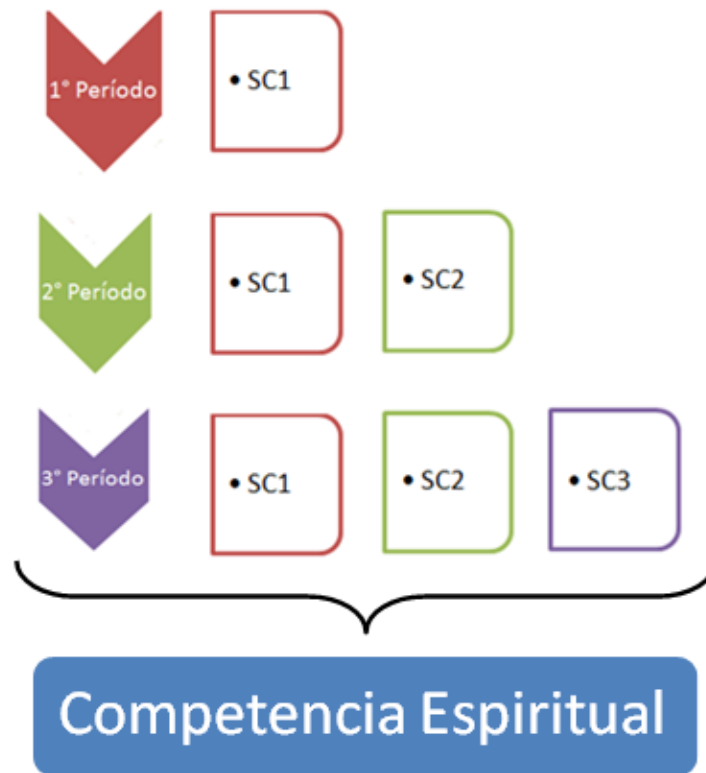 1° Período
• SC1
2° Período
• SC1
• SC2
3° Período
• SC1
• SC2
• SC3
Competencia Espiritual